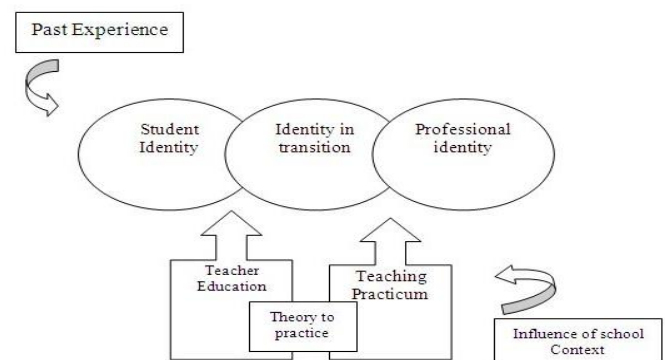 Past Experience
Student
Identity
Identity in
transition
Professional
identity
Teacher
Education
Teaching
Practicum
Theory to
practice
Influence of school
Context